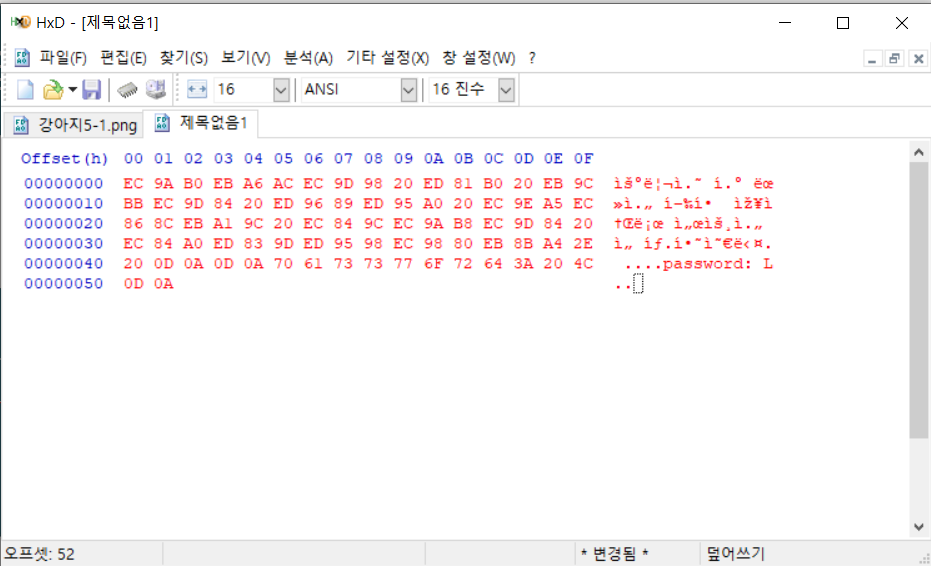 HxD - [제목없음1]
파일(F) 편집(E) 찾기(S) 보기(V) 분석(A) 기타 설정(X) 창 설정(W) ?
16 ANSI 16 진수
강아지5-1.png 제목없음1
Offset(h) 00 01 02 03 04 05 06 07 08 09 0A 0B 0C 0D 0E 0F
00000000 EC 9A B0 EB A6 AC EC 9D 98 20 ED 81 B0 20 EB 9C ìš°ë¦¬ì.˜ í.° ëœ
00000010 BB EC 9D 84 20 ED 96 89 ED 95 A0 20 EC 9E A5 EC »ì.„ í–‰í•  ìž¥ì
00000020 86 8C EB A1 9C 20 EC 84 9C EC 9A B8 EC 9D 84 20 †Œë¡œ ì„œìš¸ì.„
00000030 EC 84 A0 ED 83 9D ED 95 98 EC 98 80 EB 8B A4 2E ì„ íƒ.í•˜ì˜€ë‹¤.
00000040 20 0D 0A 0D 0A 70 61 73 73 77 6F 72 64 3A 20 4C ....password: L
00000050 0D 0A ..
오프셋: 52 * 변경됨 * 덮어쓰기